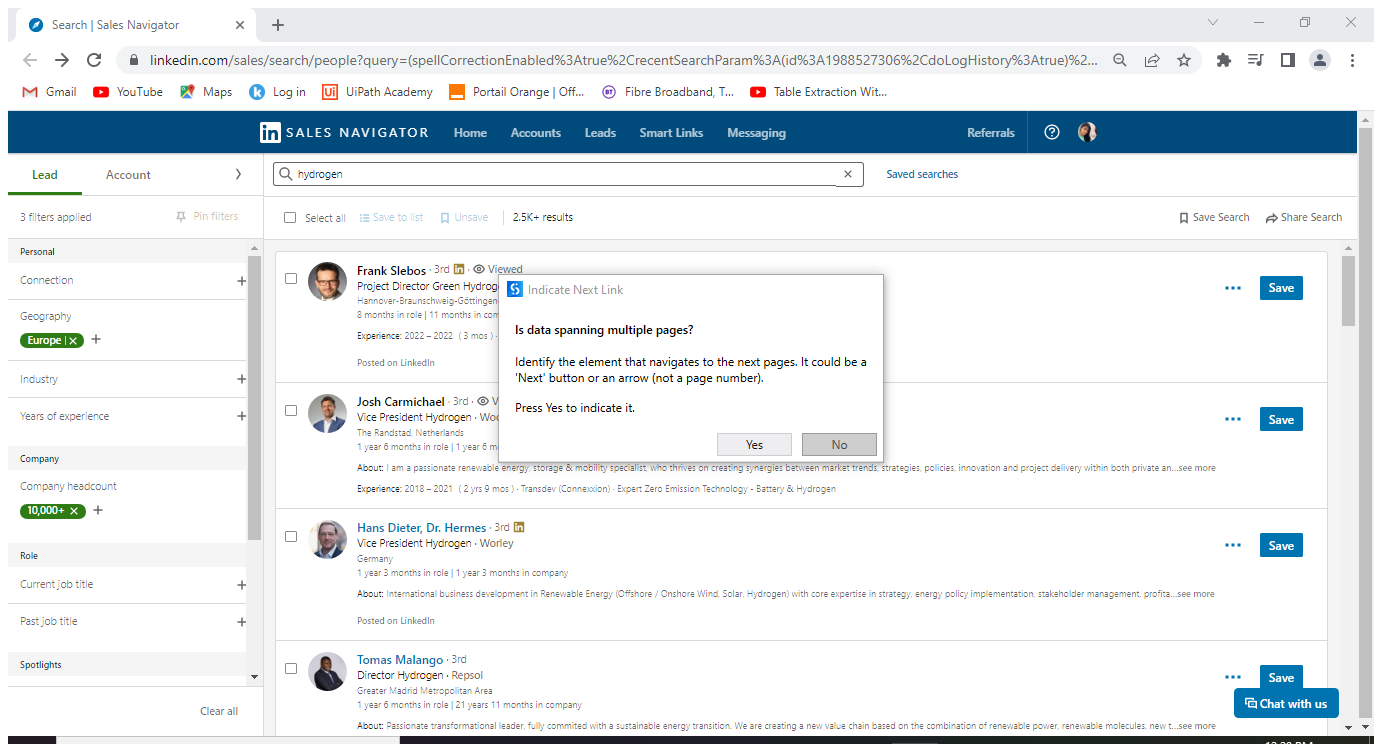 Search | Sales Navigator
linkedin.com/sales/search/people?query=(spellCorrectionEnabled%3Atrue%2CrecentSearchParam%3A(id%3A1988527306%2CdoLogHistory%3Atrue)%2...
Gmail YouTube Maps Log in UiPath Academy Portail Orange | Off... Fibre Broadband, T... Table Extraction Wit...
in SALES NAVIGATOR Home Accounts Leads Smart Links Messaging Referrals
Lead Account
hydrogen
Saved searches
3 filters applied Pin filters
Select all Save to list Unsave 2.5K+ results Save Search Share Search
Personal
Connection
Geography
Europe
Industry
Years of experience
Company
Company headcount
10,000+
Role
Current job title
Past job title
Spotlights
Clear all
Frank Slebos · 3rd in · Viewed
Project Director Green Hydroge
Hannover-Braunschweig-Göttingen
8 months in role | 11 months in com
Experience: 2022 – 2022 ( 3 mos ) ·
Posted on LinkedIn
Save
Indicate Next Link
Is data spanning multiple pages?
Identify the element that navigates to the next pages. It could be a
'Next' button or an arrow (not a page number).
Press Yes to indicate it.
Yes No
Josh Carmichael · 3rd · V
Vice President Hydrogen · Wo
The Randstad, Netherlands
1 year 6 months in role | 1 year 6 m
About: I am a passionate renewable energy, storage & mobility specialist, who thrives on creating synergies between market trends, strategies, policies, innovation and project delivery within both private an...see more
Experience: 2018 – 2021 ( 2 yrs 9 mos ) · Transdev (Connexxion) · Expert Zero Emission Technology - Battery & Hydrogen
Save
Hans Dieter, Dr. Hermes · 3rd in
Vice President Hydrogen · Worley
Germany
1 year 3 months in role | 1 year 3 months in company
About: International business development in Renewable Energy (Offshore / Onshore Wind, Solar, Hydrogen) with core expertise in strategy, energy policy implementation, stakeholder management, profita...see more
Posted on LinkedIn
Save
Tomas Malango · 3rd
Director Hydrogen · Repsol
Greater Madrid Metropolitan Area
1 year 6 months in role | 21 years 11 months in company
About: Passionate transformational leader, fully commited with a sustainable energy transition. We are creating a new value chain based on the combination of renewable power, renewable molecules, new t...see more
Save
Chat with us